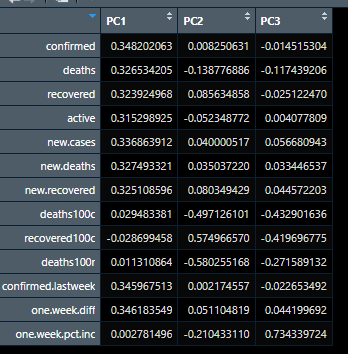 PC1 PC2 PC3
confirmed 0.348202063 0.008250631 -0.014515304
deaths 0.326534205 -0.138776886 -0.117439206
recovered 0.323924968 0.085634858 -0.025122470
active 0.315298925 -0.052348772 0.004077809
new.cases 0.336863912 0.040000517 0.056680943
new.deaths 0.327493321 0.035037220 0.033446537
new.recovered 0.325108596 0.080349429 0.044572203
deaths100c 0.029483381 -0.497126101 -0.432901636
recovered100c -0.028699458 0.574966570 -0.419696775
deaths100r 0.011310864 -0.580255168 -0.271589132
confirmed.lastweek 0.345967513 0.002174557 -0.022653492
one.week.diff 0.346183549 0.051104819 0.044199692
one.week.pct.inc 0.002781496 -0.210433110 0.734339724